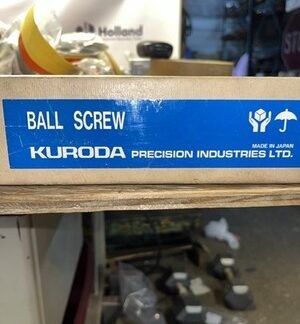 Holland
BALL SCREW
MADE IN JAPAN
KURODA PRECISION INDUSTRIES LTD.